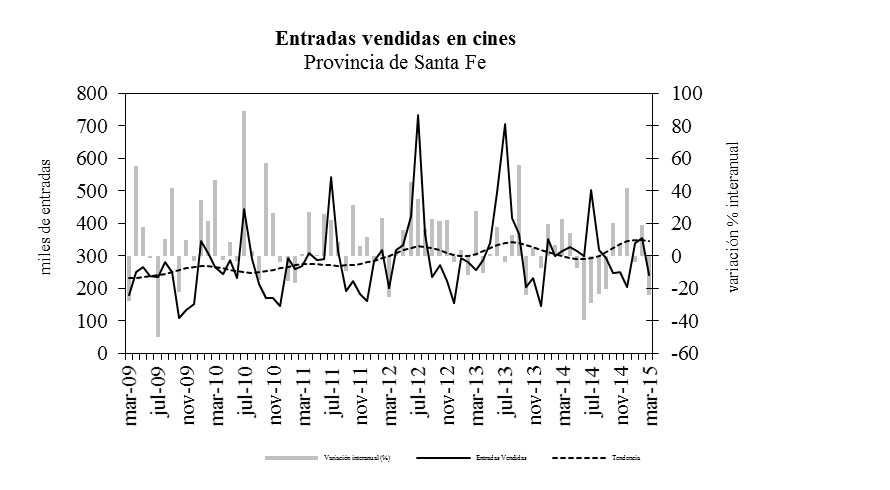 Entradas vendidas en cines
Provincia de Santa Fe
miles de entradas
800
700
600
500
400
300
200
100
0
100
80
60
40
20
0
-20
-40
-60
variación % interanual
mar-09
jul-09
nov-09
mar-10
jul-10
nov-10
mar-11
jul-11
nov-11
mar-12
jul-12
nov-12
mar-13
jul-13
nov-13
mar-14
jul-14
nov-14
mar-15
Variación interanual (%)
Entradas Vendidas
Tendencia